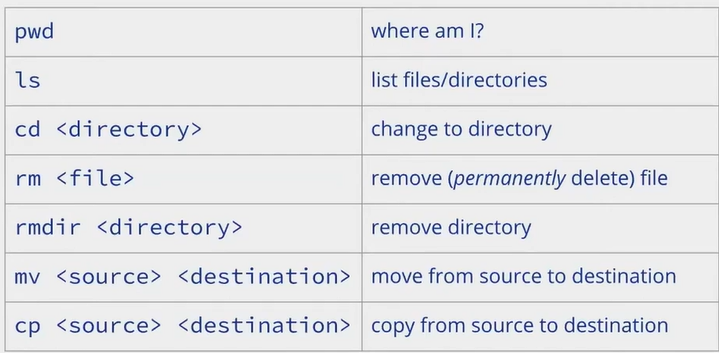 pwd where am I?
ls list files/directories
cd <directory> change to directory
rm <file> remove (permanently delete) file
rmdir <directory> remove directory
mv <source> <destination> move from source to destination
cp <source> <destination> copy from source to destination